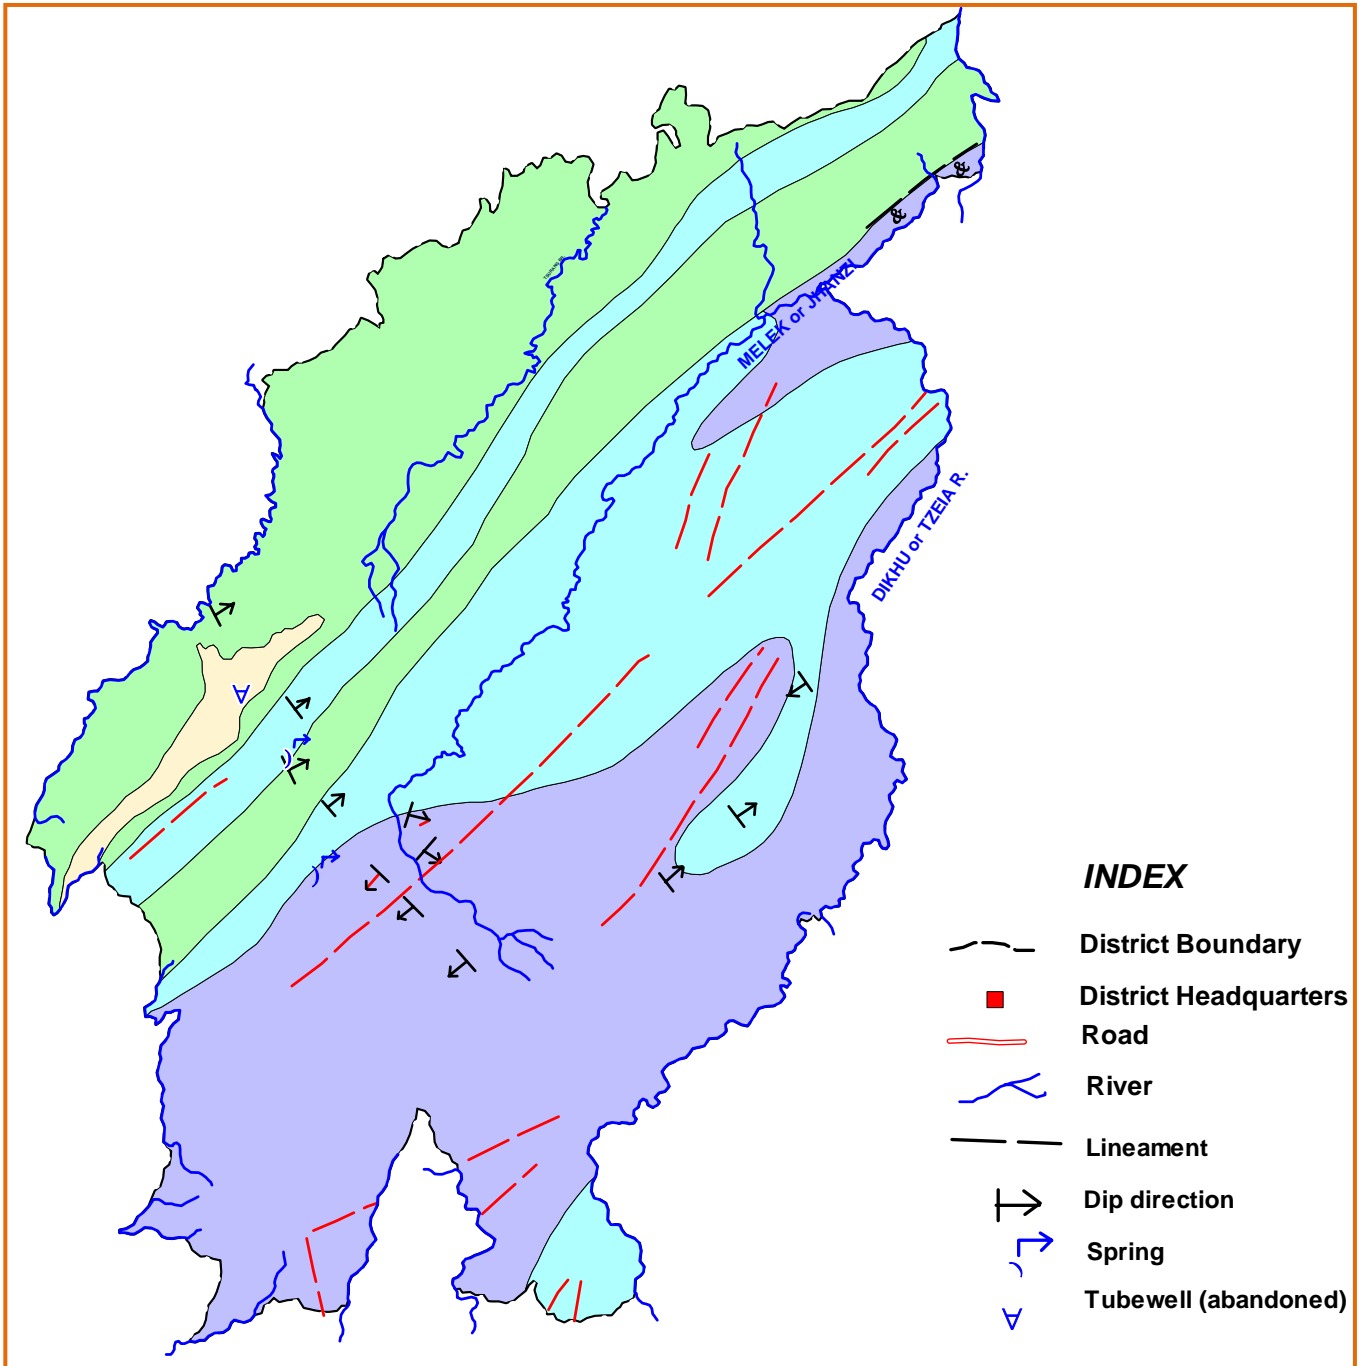 &
&
MELEK or JHANZI
DIKHU or TZEIA R.
INDEX
District Boundary
District Headquarters
Road
River
Lineament
Dip direction
Spring
Tubewell (abandoned)